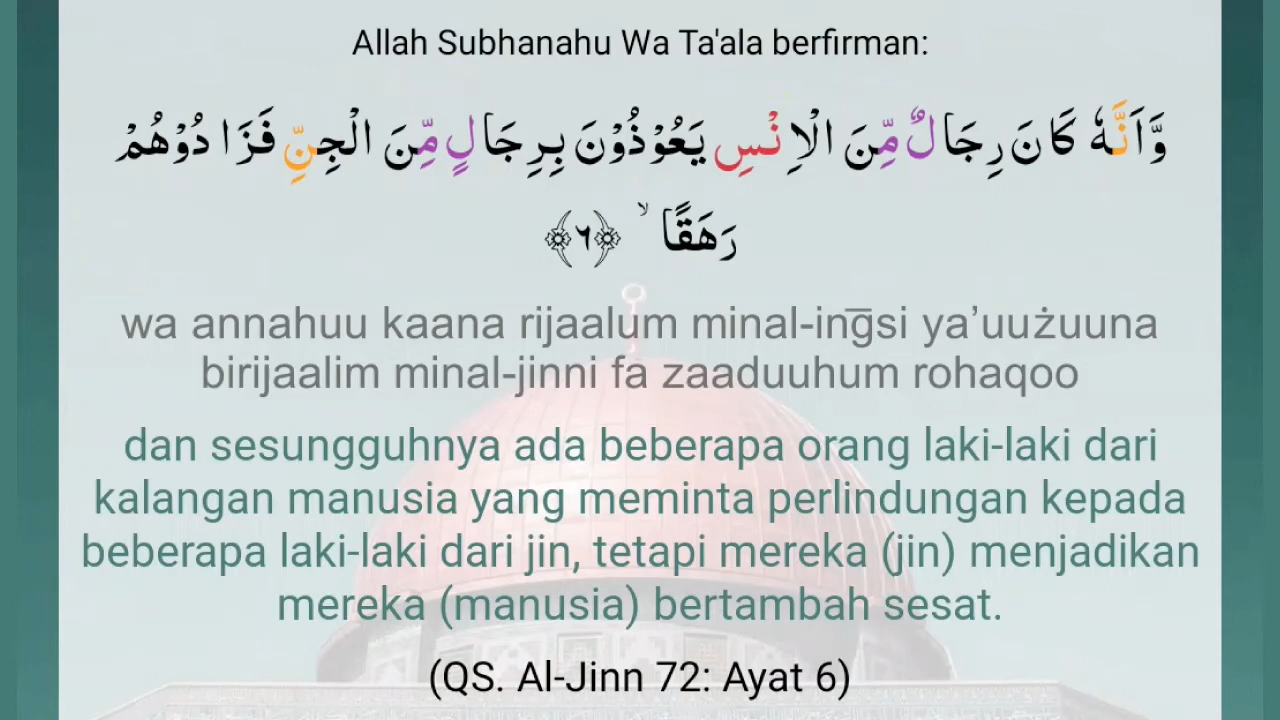 Allah Subhanahu Wa Ta'ala berfirman:
وَّاَنَّهٗ كَانَ رِجَالٌ مِّنَ الْاِنْسِ يَعُوْذُوْنَ بِرِجَالٍ مِّنَ الْجِنِّ فَزَا دُوْهُمْ
رَهَقًا ۙ ﴿٦﴾
wa annahuu kaana rijaalum minal-ing̅si ya’uużuuna
birijaalim minal-jinni fa zaaduuhum rohaqoo
dan sesungguhnya ada beberapa orang laki-laki dari
kalangan manusia yang meminta perlindungan kepada
beberapa laki-laki dari jin, tetapi mereka (jin) menjadikan
mereka (manusia) bertambah sesat.
(QS. Al-Jinn 72: Ayat 6)